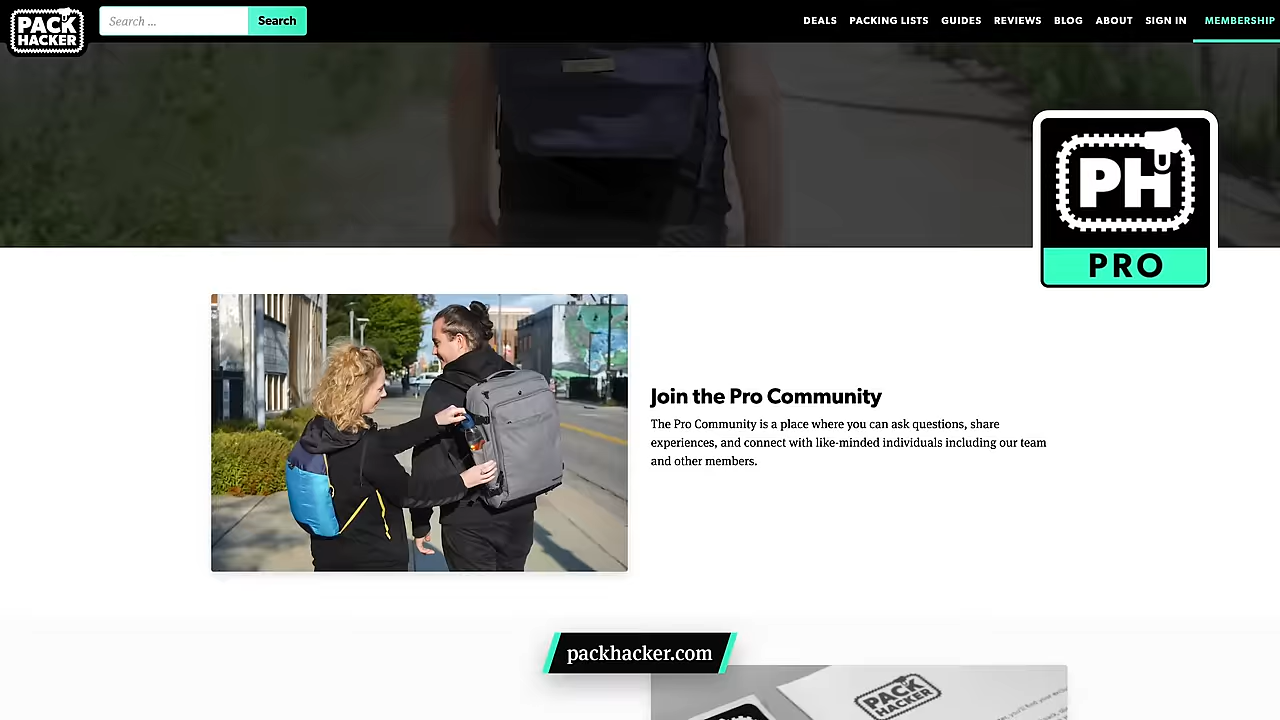 PACK
HACKER
Search ...
Search
DEALS
PACKING LISTS
GUIDES
REVIEWS
BLOG
ABOUT
SIGN IN
MEMBERSHIP
PH
PRO
Join the Pro Community
The Pro Community is a place where you can ask questions, share
experiences, and connect with like-minded individuals including our team
and other members.
packhacker.com
PACK
HACKER